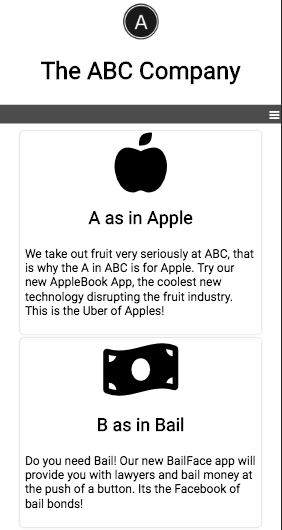 A
The ABC Company
A as in Apple
We take out fruit very seriously at ABC, that
is why the A in ABC is for Apple. Try our
new AppleBook App, the coolest new
technology disrupting the fruit industry.
This is the Uber of Apples!
B as in Bail
Do you need Bail! Our new BailFace app will
provide you with lawyers and bail money at
the push of a button. Its the Facebook of
bail bonds!